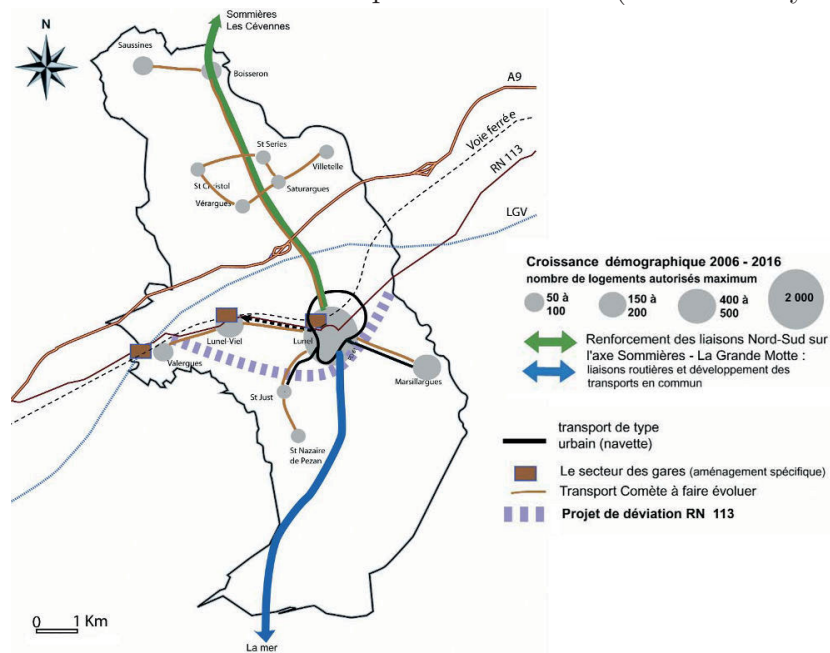 N
Sommières
Les Cévennes
Saussines
Boisseron
A9
Voie ferrée
RN 113
LGV
St Series
Villetelle
St Christol
Saturargues
Vérargues
Lunel-Viel
Lunel
Valergues
Marsillargues
St Just
St Nazaire
de Pezan
0 1 Km
La mer
Croissance démographique 2006 - 2016
nombre de logements autorisés maximum
50 à
100
150 à
200
400 à
500
2 000
Renforcement des liaisons Nord-Sud sur
l'axe Sommières - La Grande Motte :
liaisons routières et développement des
transports en commun
transport de type
urbain (navette)
Le secteur des gares (aménagement spécifique)
Transport Comète à faire évoluer
Projet de déviation RN 113